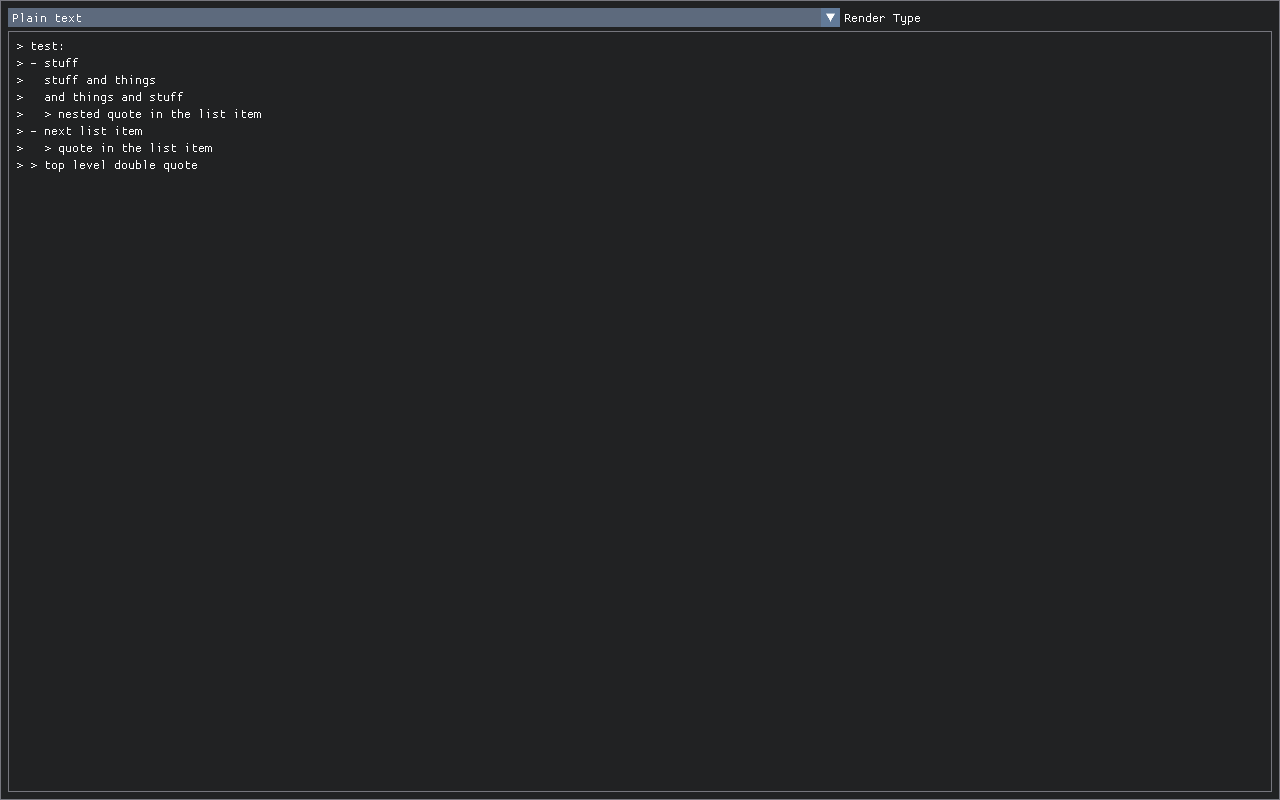 Plain text ▼ Render Type
> test:
> - stuff
>   stuff and things
>   and things and stuff
>   > nested quote in the list item
> - next list item
>   > quote in the list item
> > top level double quote